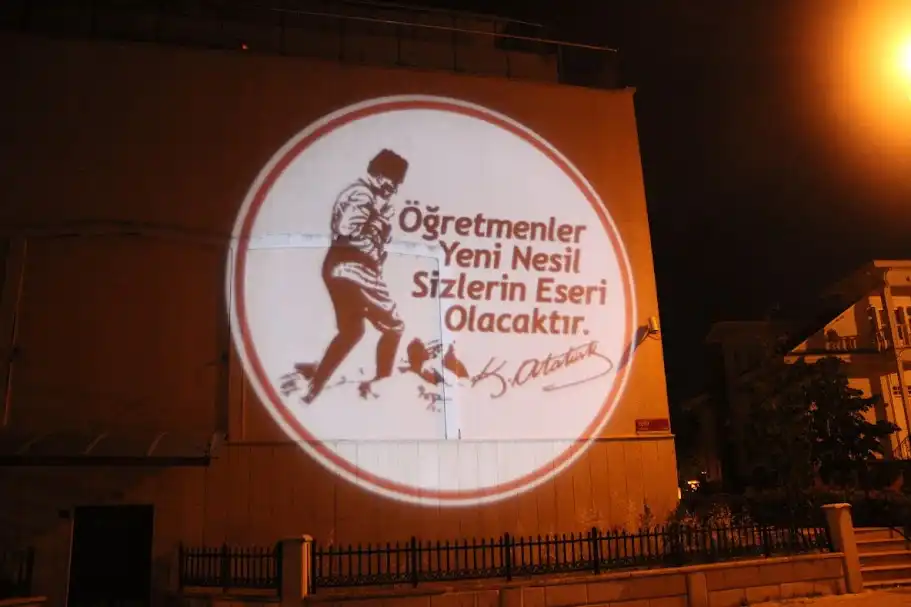 Öğretmenler
Yeni Nesil
Sizlerin Eseri
Olacaktır.
K. Atatürk